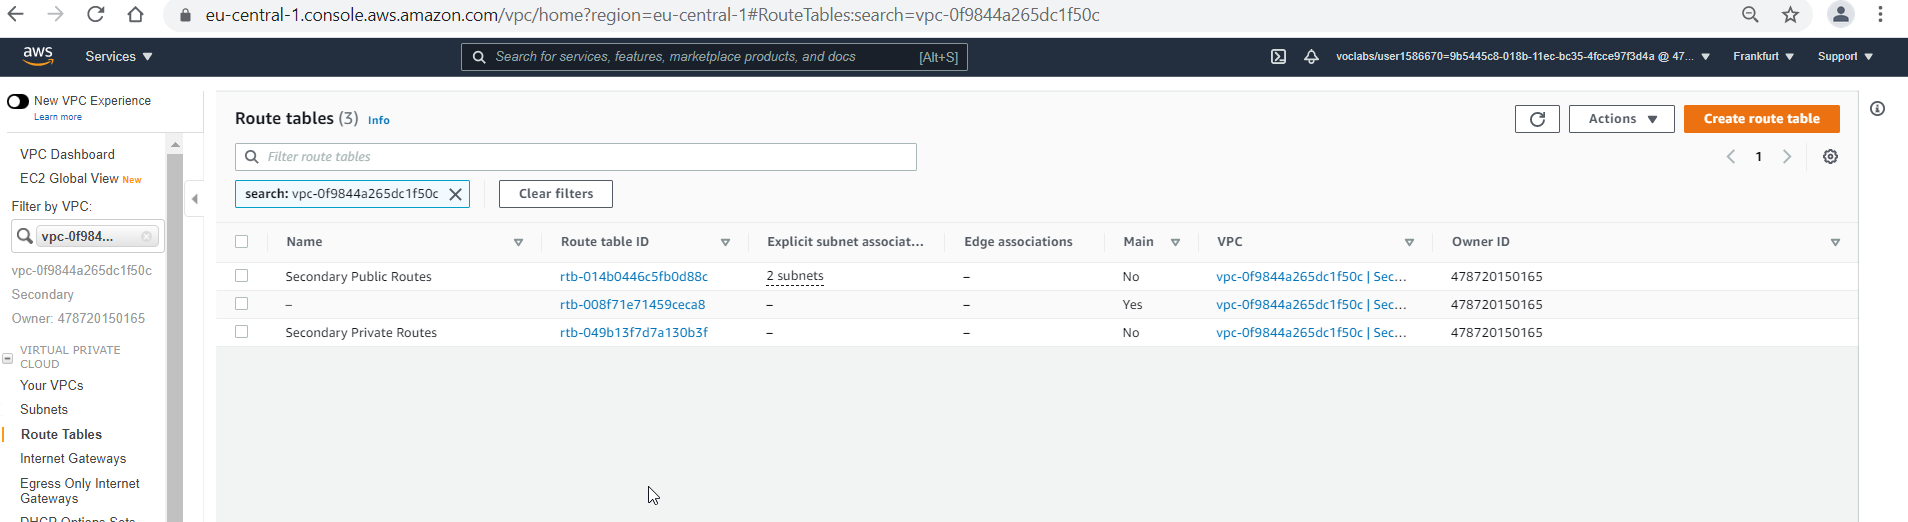 eu-central-1.console.aws.amazon.com/vpc/home?region=eu-central-1#RouteTables:search=vpc-0f9844a265dc1f50c
aws Services Search for services, features, marketplace products, and docs [Alt+S] voclabs/user1586670=9b5445c8-018b-11ec-bc35-4fcce97f3d4a @ 47... Frankfurt Support
New VPC Experience
Learn more
VPC Dashboard
EC2 Global View New
Filter by VPC:
vpc-0f984...
vpc-0f9844a265dc1f50c
Secondary
Owner: 478720150165
VIRTUAL PRIVATE
CLOUD
Your VPCs
Subnets
Route Tables
Internet Gateways
Egress Only Internet
Gateways
DHCP Options Sets
Route tables (3) Info
Actions Create route table
Filter route tables
1
search: vpc-0f9844a265dc1f50c Clear filters
Name Route table ID Explicit subnet associat... Edge associations Main VPC Owner ID
Secondary Public Routes rtb-014b0446c5fb0d88c 2 subnets – No vpc-0f9844a265dc1f50c | Sec... 478720150165
– rtb-008f71e71459ceca8 – – Yes vpc-0f9844a265dc1f50c | Sec... 478720150165
Secondary Private Routes rtb-049b13f7d7a130b3f – – No vpc-0f9844a265dc1f50c | Sec... 478720150165